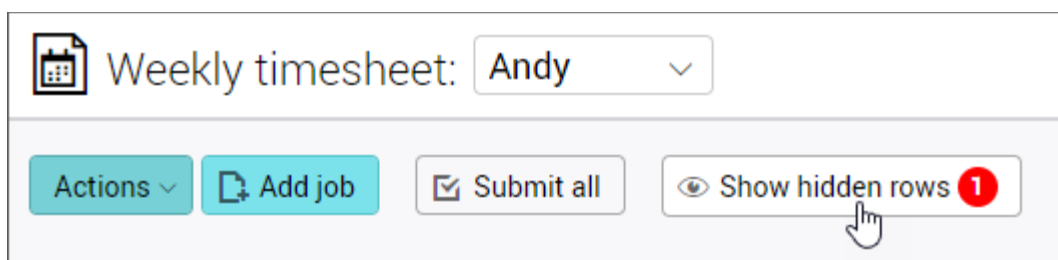 Weekly timesheet: Andy
Actions Add job Submit all Show hidden rows 1